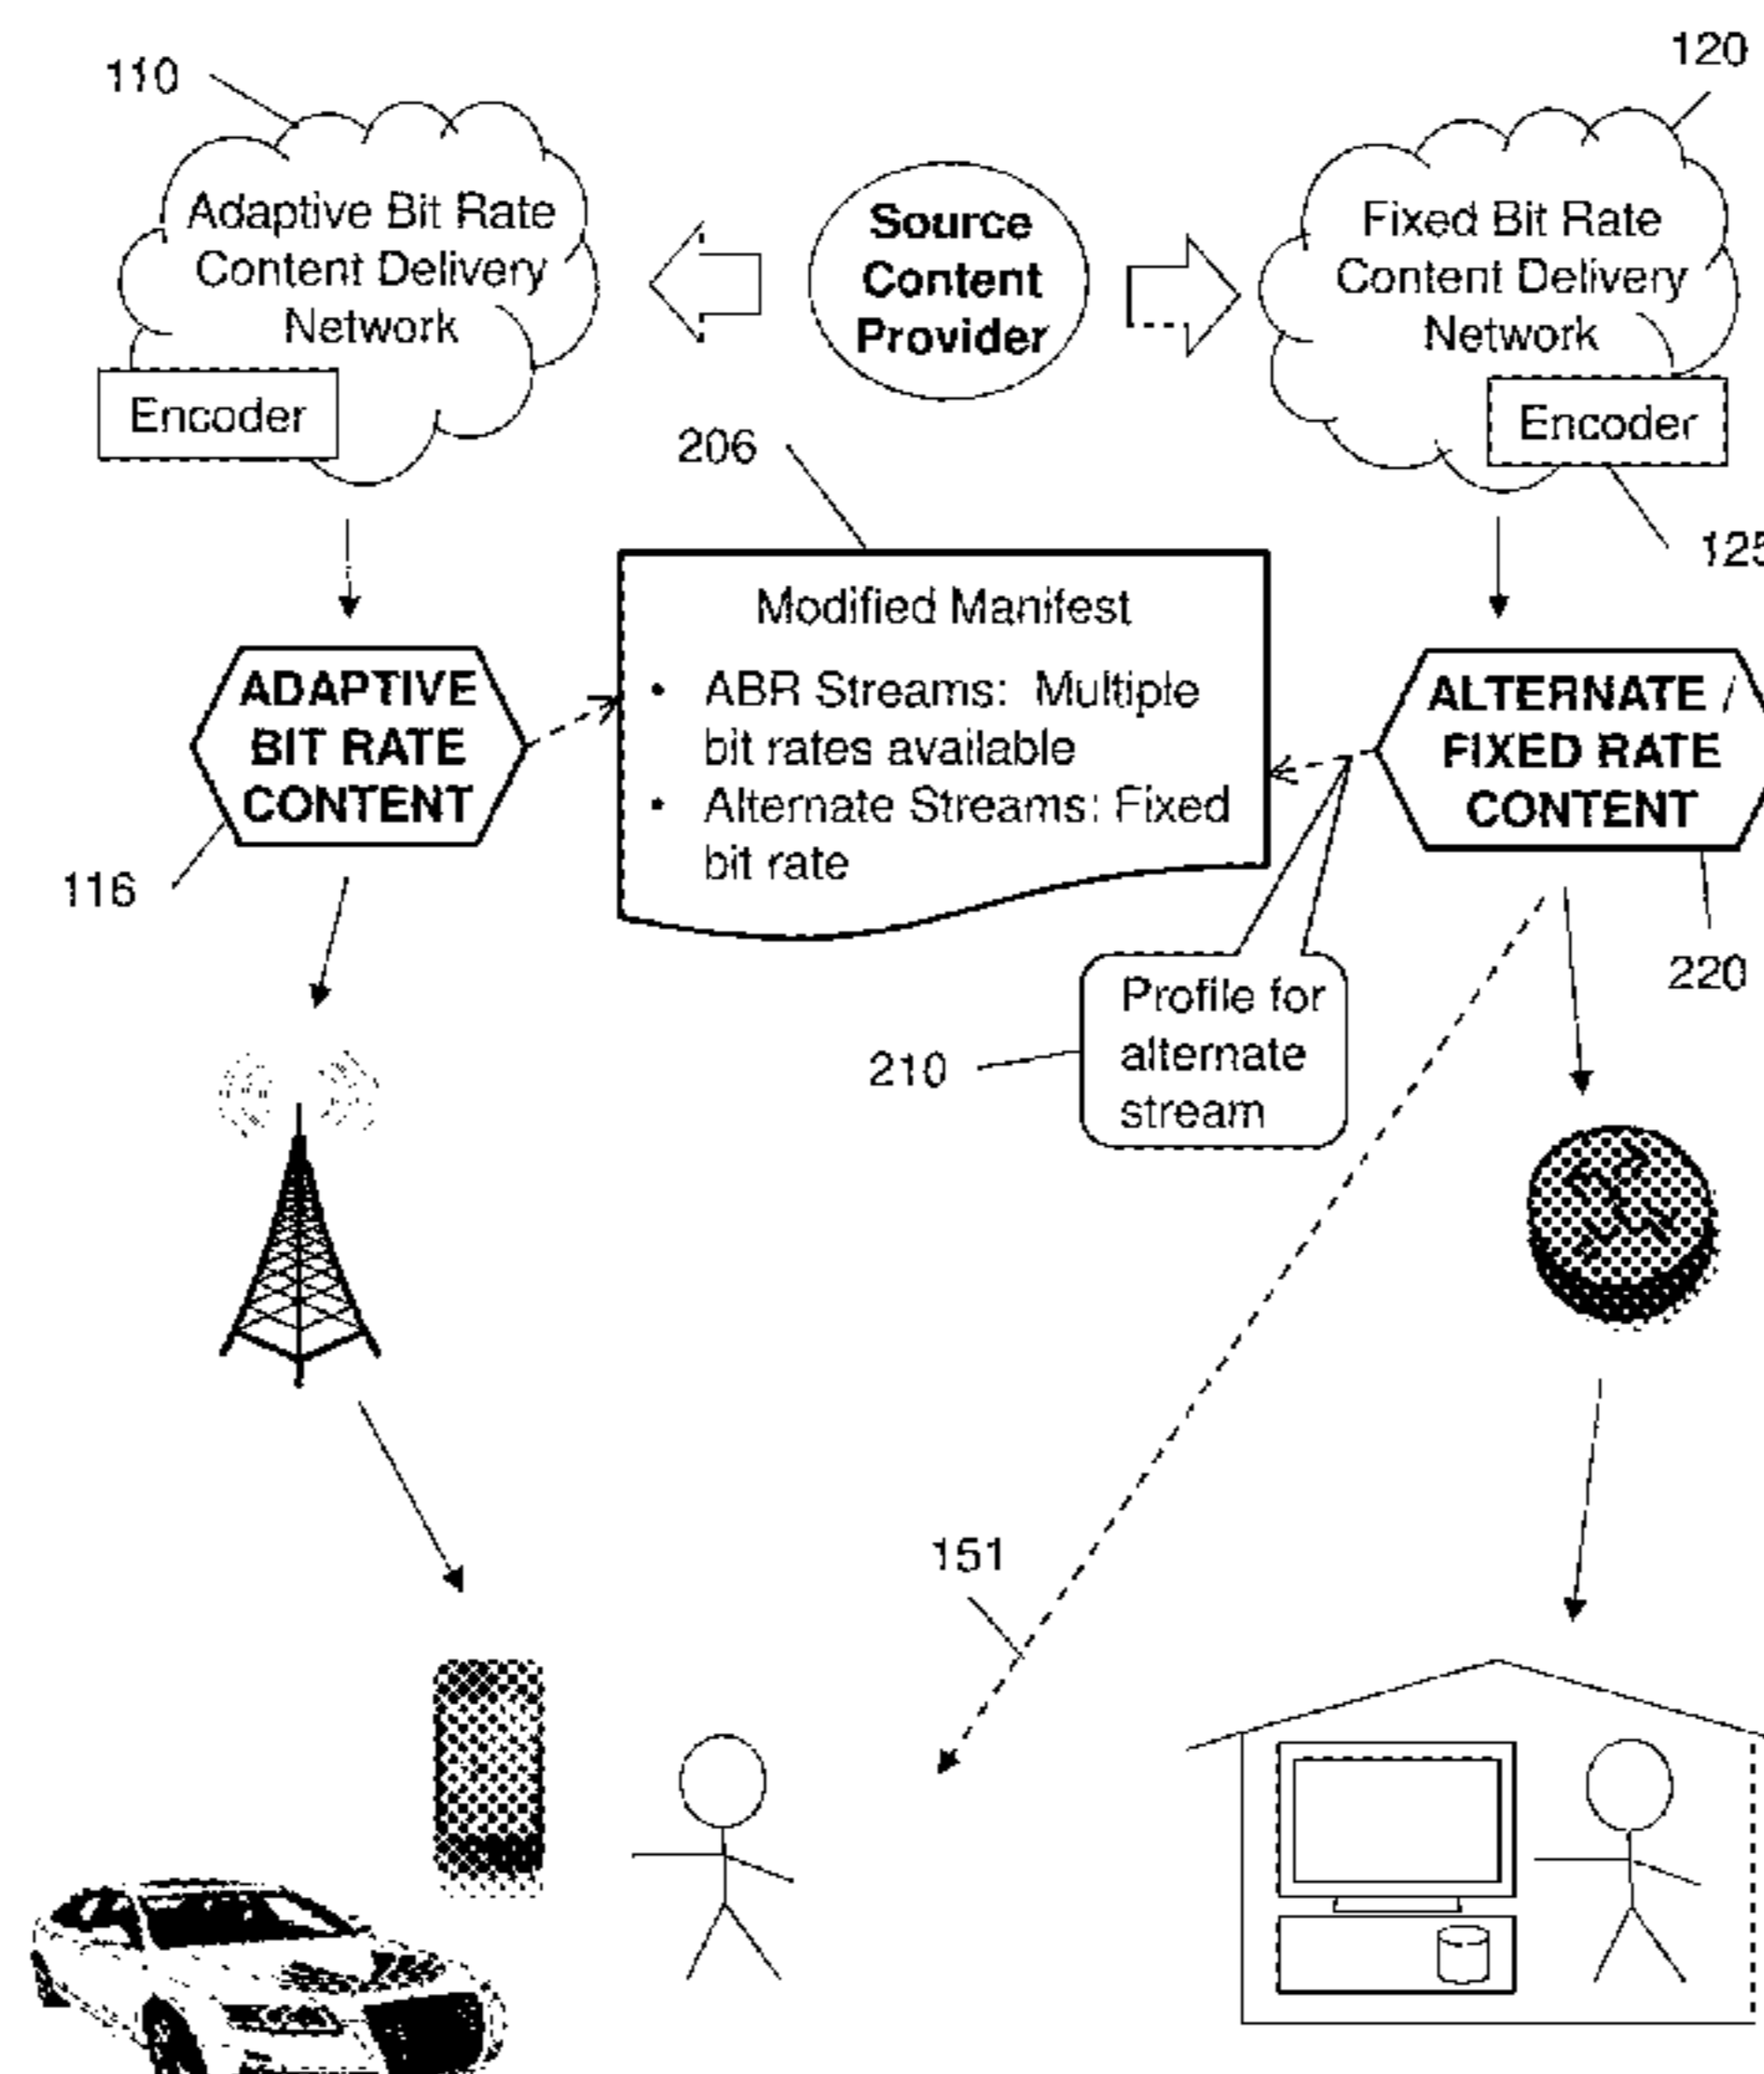 110
120
Adaptive Bit Rate
Content Delivery
Network
Encoder
Source
Content
Provider
Fixed Bit Rate
Content Delivery
Network
Encoder
206
125
Modified Manifest
• ABR Streams: Multiple
bit rates available
• Alternate Streams: Fixed
bit rate
ADAPTIVE
BIT RATE
CONTENT
ALTERNATE /
FIXED RATE
CONTENT
116
220
210
Profile for
alternate
stream
151